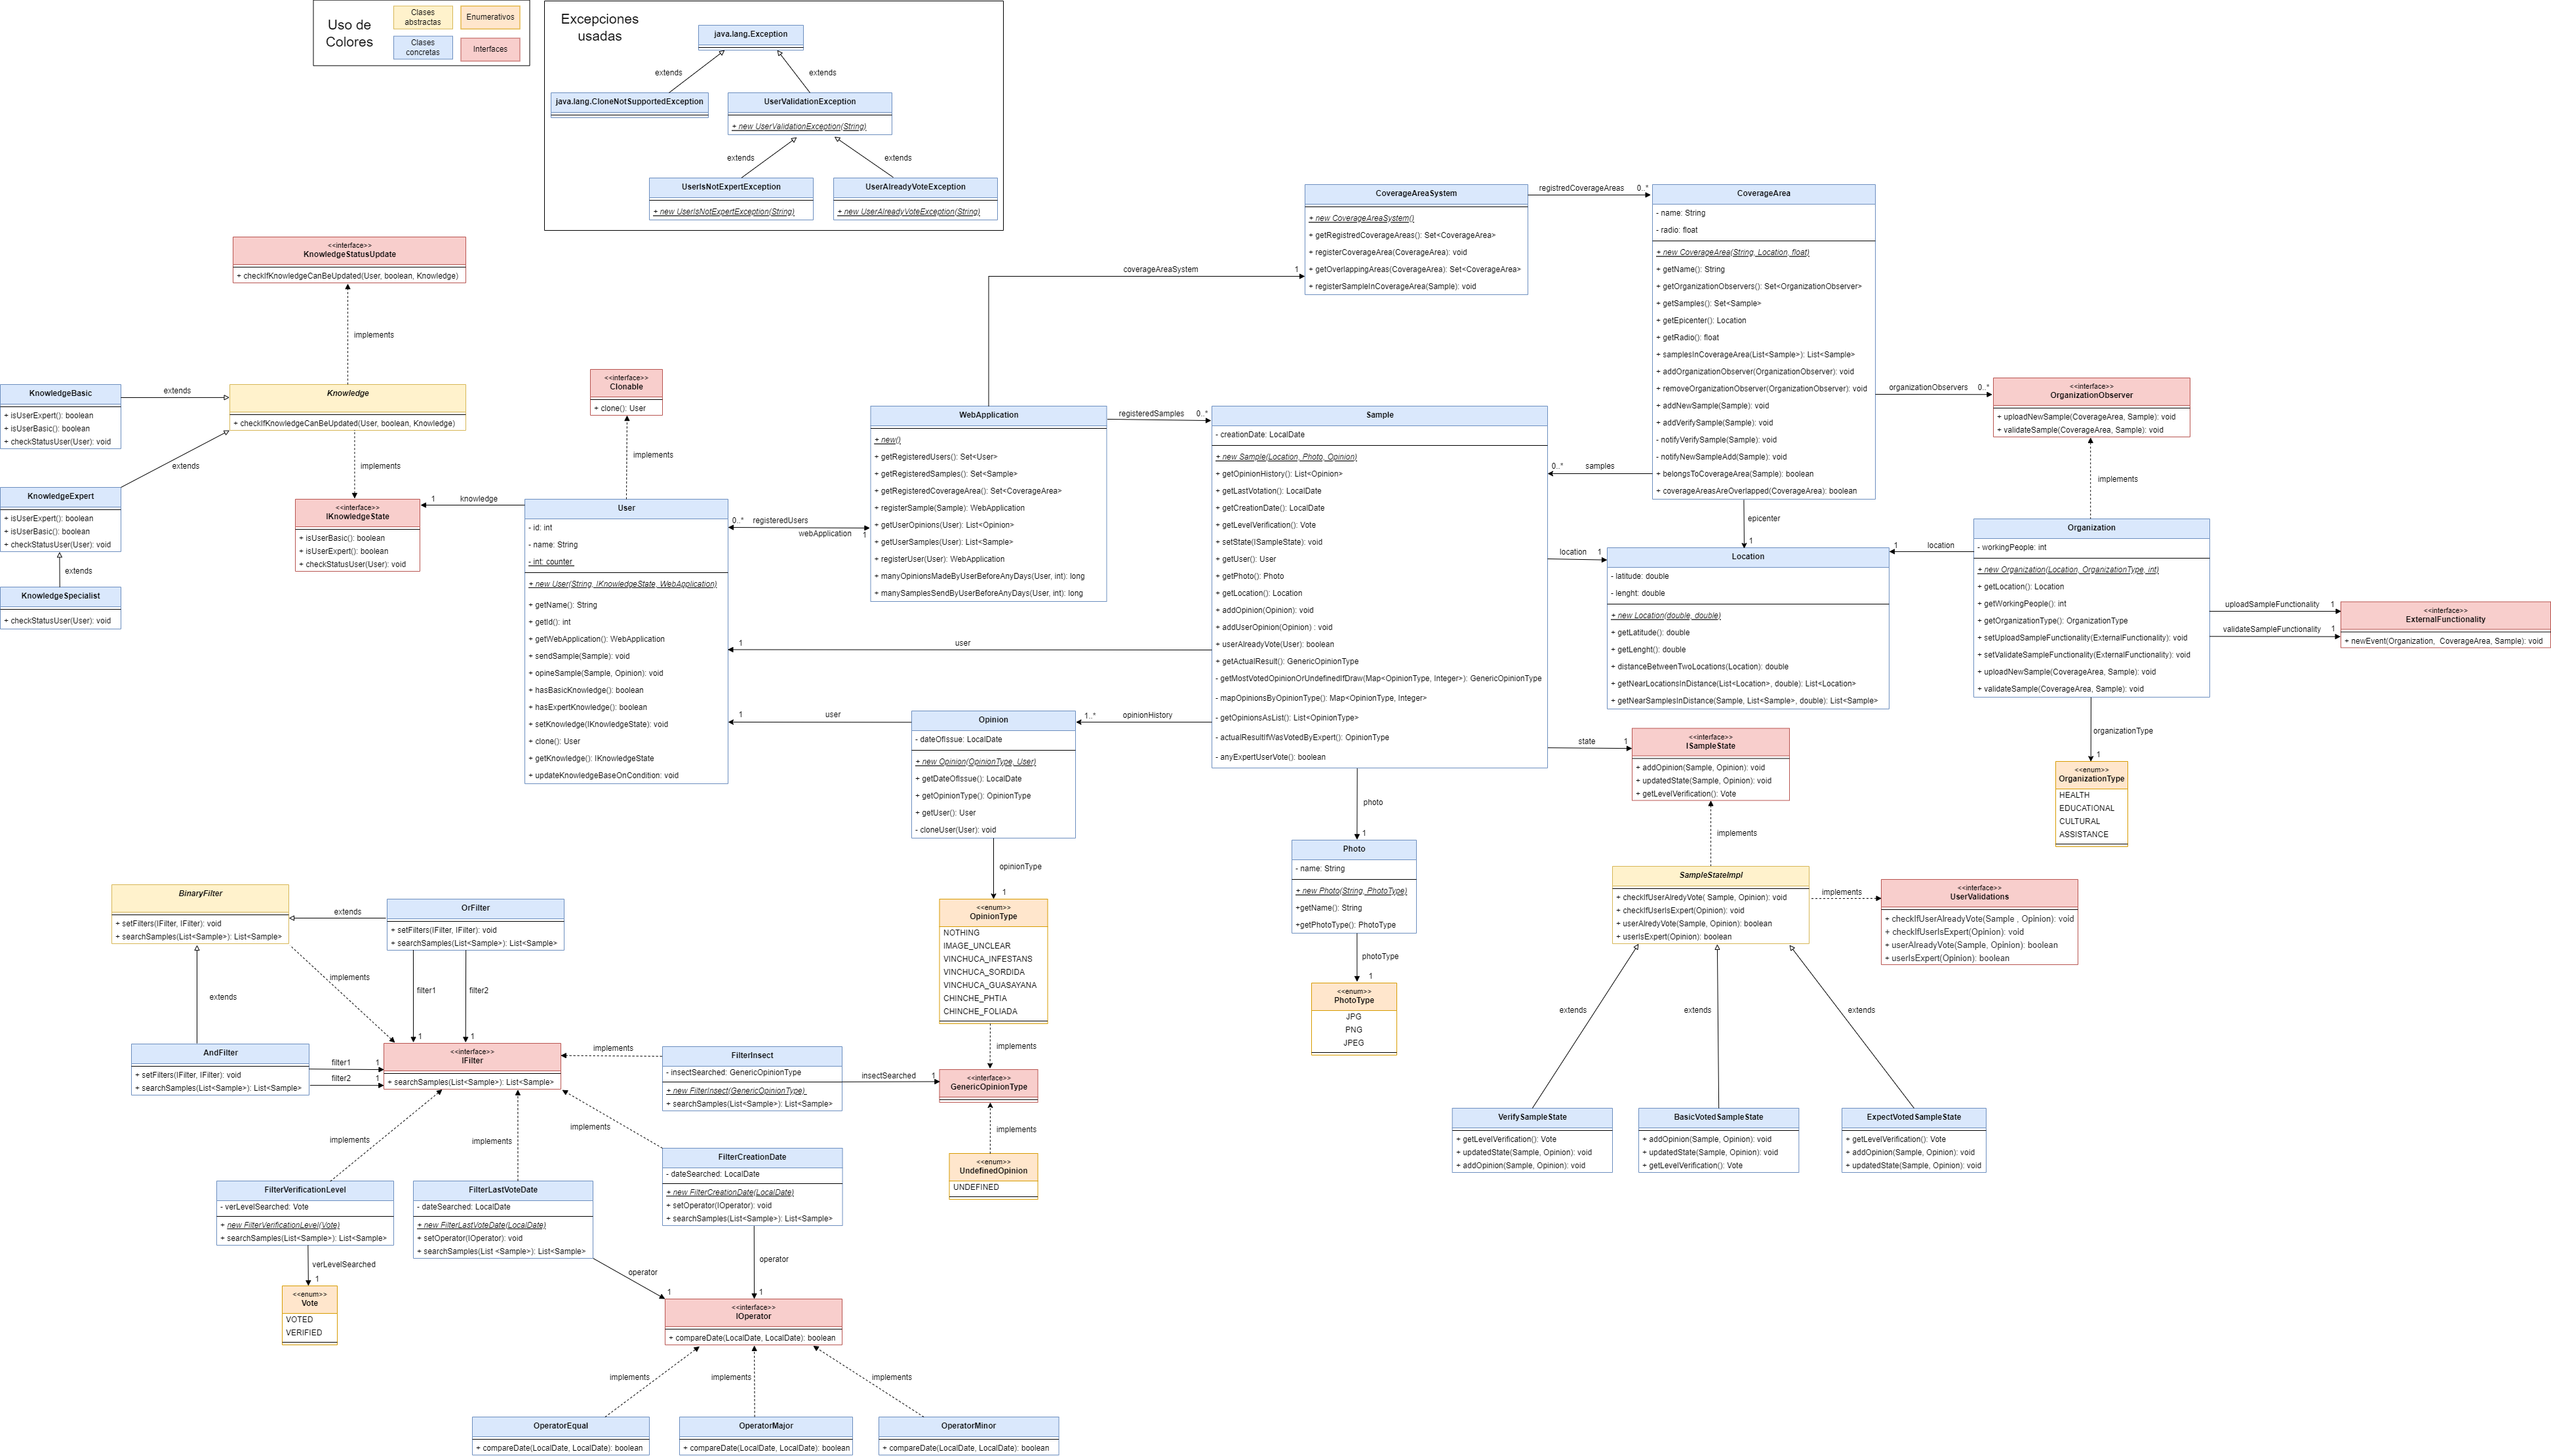 Uso de
Colores
Clases
abstractas
Enumerativos
Clases
concretas
Interfaces
Excepciones
usadas
java.lang.Exception
extends
extends
java.lang.CloneNotSupportedException
UserValidationException
+ new UserValidationException(String)
extends
extends
UserIsNotExpertException
+ new UserIsNotExpertException(String)
UserAlreadyVoteException
+ new UserAlreadyVoteException(String)
<<interface>>
KnowledgeStatusUpdate
+ checkIfKnowledgeCanBeUpdated(User, boolean, Knowledge)
implements
KnowledgeBasic
+ isUserExpert(): boolean
+ isUserBasic(): boolean
+ checkStatusUser(User): void
extends
Knowledge
+ checkIfKnowledgeCanBeUpdated(User, boolean, Knowledge)
extends
implements
KnowledgeExpert
+ isUserExpert(): boolean
+ isUserBasic(): boolean
+ checkStatusUser(User): void
extends
KnowledgeSpecialist
+ checkStatusUser(User): void
<<interface>>
IKnowledgeState
+ isUserBasic(): boolean
+ isUserExpert(): boolean
+ checkStatusUser(User): void
1
knowledge
<<interface>>
Clonable
+ clone(): User
implements
User
- id: int
- name: String
- int: counter
+ new User(String, IKnowledgeState, WebApplication)
+ getName(): String
+ getId(): int
+ getWebApplication(): WebApplication
+ sendSample(Sample): void
+ opineSample(Sample, Opinion): void
+ hasBasicKnowledge(): boolean
+ hasExpertKnowledge(): boolean
+ setKnowledge(IKnowledgeState): void
+ clone(): User
+ getKnowledge(): IKnowledgeState
+ updateKnowledgeBaseOnCondition: void
0..*
registeredUsers
webApplication
1
WebApplication
+ new()
+ getRegisteredUsers(): Set<User>
+ getRegisteredSamples(): Set<Sample>
+ getRegisteredCoverageArea(): Set<CoverageArea>
+ registerSample(Sample): WebApplication
+ getUserOpinions(User): List<Opinion>
+ getUserSamples(User): List<Sample>
+ registerUser(User): WebApplication
+ manyOpinionsMadeByUserBeforeAnyDays(User, int): long
+ manySamplesSendByUserBeforeAnyDays(User, int): long
coverageAreaSystem
1
registeredSamples
0..*
CoverageAreaSystem
+ new CoverageAreaSystem()
+ getRegistredCoverageAreas(): Set<CoverageArea>
+ registerCoverageArea(CoverageArea): void
+ getOverlappingAreas(CoverageArea): Set<CoverageArea>
+ registerSampleInCoverageArea(Sample): void
registredCoverageAreas
0..*
CoverageArea
- name: String
- radio: float
+ new CoverageArea(String, Location, float)
+ getName(): String
+ getOrganizationObservers(): Set<OrganizationObserver>
+ getSamples(): Set<Sample>
+ getEpicenter(): Location
+ getRadio(): float
+ samplesInCoverageArea(List<Sample>): List<Sample>
+ addOrganizationObserver(OrganizationObserver): void
+ removeOrganizationObserver(OrganizationObserver): void
+ addNewSample(Sample): void
+ addVerifySample(Sample): void
- notifyVerifySample(Sample): void
- notifyNewSampleAdd(Sample): void
+ belongsToCoverageArea(Sample): boolean
+ coverageAreasAreOverlapped(CoverageArea): boolean
0..*
samples
epicenter
1
organizationObservers
0..*
<<interface>>
OrganizationObserver
+ uploadNewSample(CoverageArea, Sample): void
+ validateSample(CoverageArea, Sample): void
implements
Sample
- creationDate: LocalDate
+ new Sample(Location, Photo, Opinion)
+ getOpinionHistory(): List<Opinion>
+ getLastVotation(): LocalDate
+ getCreationDate(): LocalDate
+ getLevelVerification(): Vote
+ setState(ISampleState): void
+ getUser(): User
+ getPhoto(): Photo
+ getLocation(): Location
+ addOpinion(Opinion): void
+ addUserOpinion(Opinion) : void
+ userAlreadyVote(User): boolean
+ getActualResult(): GenericOpinionType
- getMostVotedOpinionOrUndefinedIfDraw(Map<OpinionType, Integer>): GenericOpinionType
- mapOpinionsByOpinionType(): Map<OpinionType, Integer>
- getOpinionsAsList(): List<OpinionType>
- actualResultIfWasVotedByExpert(): OpinionType
- anyExpertUserVote(): boolean
1
user
1
user
1..*
opinionHistory
location
1
Location
- latitude: double
- lenght: double
+ new Location(double, double)
+ getLatitude(): double
+ getLenght(): double
+ distanceBetweenTwoLocations(Location): double
+ getNearLocationsInDistance(List<Location>, double): List<Location>
+ getNearSamplesInDistance(Sample, List<Sample>, double): List<Sample>
1
location
Organization
- workingPeople: int
+ new Organization(Location, OrganizationType, int)
+ getLocation(): Location
+ getWorkingPeople(): int
+ getOrganizationType(): OrganizationType
+ setUploadSampleFunctionality(ExternalFunctionality): void
+ setValidateSampleFunctionality(ExternalFunctionality): void
+ uploadNewSample(CoverageArea, Sample): void
+ validateSample(CoverageArea, Sample): void
uploadSampleFunctionality
1
validateSampleFunctionality
1
<<interface>>
ExternalFunctionality
+ newEvent(Organization, CoverageArea, Sample): void
organizationType
1
<<enum>>
OrganizationType
HEALTH
EDUCATIONAL
CULTURAL
ASSISTANCE
Opinion
- dateOfIssue: LocalDate
+ new Opinion(OpinionType, User)
+ getDateOfIssue(): LocalDate
+ getOpinionType(): OpinionType
+ getUser(): User
- cloneUser(User): void
opinionType
1
<<enum>>
OpinionType
NOTHING
IMAGE_UNCLEAR
VINCHUCA_INFESTANS
VINCHUCA_SORDIDA
VINCHUCA_GUASAYANA
CHINCHE_PHTIA
CHINCHE_FOLIADA
implements
<<interface>>
GenericOpinionType
implements
<<enum>>
UndefinedOpinion
UNDEFINED
photo
1
Photo
- name: String
+ new Photo(String, PhotoType)
+getName(): String
+getPhotoType(): PhotoType
photoType
1
<<enum>>
PhotoType
JPG
PNG
JPEG
state
1
<<interface>>
ISampleState
+ addOpinion(Sample, Opinion): void
+ updatedState(Sample, Opinion): void
+ getLevelVerification(): Vote
implements
SampleStateImpl
+ checkIfUserAlredyVote( Sample, Opinion): void
+ checkIfUserIsExpert(Opinion): void
+ userAlredyVote(Sample, Opinion): boolean
+ userIsExpert(Opinion): boolean
implements
<<interface>>
UserValidations
+ checkIfUserAlreadyVote(Sample , Opinion): void
+ checkIfUserIsExpert(Opinion): void
+ userAlreadyVote(Sample, Opinion): boolean
+ userIsExpert(Opinion): boolean
extends
extends
extends
VerifySampleState
+ getLevelVerification(): Vote
+ updatedState(Sample, Opinion): void
+ addOpinion(Sample, Opinion): void
BasicVotedSampleState
+ addOpinion(Sample, Opinion): void
+ updatedState(Sample, Opinion): void
+ getLevelVerification(): Vote
ExpectVotedSampleState
+ getLevelVerification(): Vote
+ addOpinion(Sample, Opinion): void
+ updatedState(Sample, Opinion): void
BinaryFilter
+ setFilters(IFilter, IFilter): void
+ searchSamples(List<Sample>): List<Sample>
extends
OrFilter
+ setFilters(IFilter, IFilter): void
+ searchSamples(List<Sample>): List<Sample>
implements
extends
filter1
filter2
1
1
AndFilter
+ setFilters(IFilter, IFilter): void
+ searchSamples(List<Sample>): List<Sample>
filter1
1
filter2
1
<<interface>>
IFilter
+ searchSamples(List<Sample>): List<Sample>
implements
FilterInsect
- insectSearched: GenericOpinionType
+ new FilterInsect(GenericOpinionType)
+ searchSamples(List<Sample>): List<Sample>
insectSearched
1
implements
implements
implements
FilterCreationDate
- dateSearched: LocalDate
+ new FilterCreationDate(LocalDate)
+ setOperator(IOperator): void
+ searchSamples(List<Sample>): List<Sample>
FilterVerificationLevel
- verLevelSearched: Vote
+ new FilterVerificationLevel(Vote)
+ searchSamples(List<Sample>): List<Sample>
FilterLastVoteDate
- dateSearched: LocalDate
+ new FilterLastVoteDate(LocalDate)
+ setOperator(IOperator): void
+ searchSamples(List <Sample>): List<Sample>
verLevelSearched
1
<<enum>>
Vote
VOTED
VERIFIED
operator
1
operator
1
<<interface>>
IOperator
+ compareDate(LocalDate, LocalDate): boolean
implements
implements
implements
OperatorEqual
+ compareDate(LocalDate, LocalDate): boolean
OperatorMajor
+ compareDate(LocalDate, LocalDate): boolean
OperatorMinor
+ compareDate(LocalDate, LocalDate): boolean